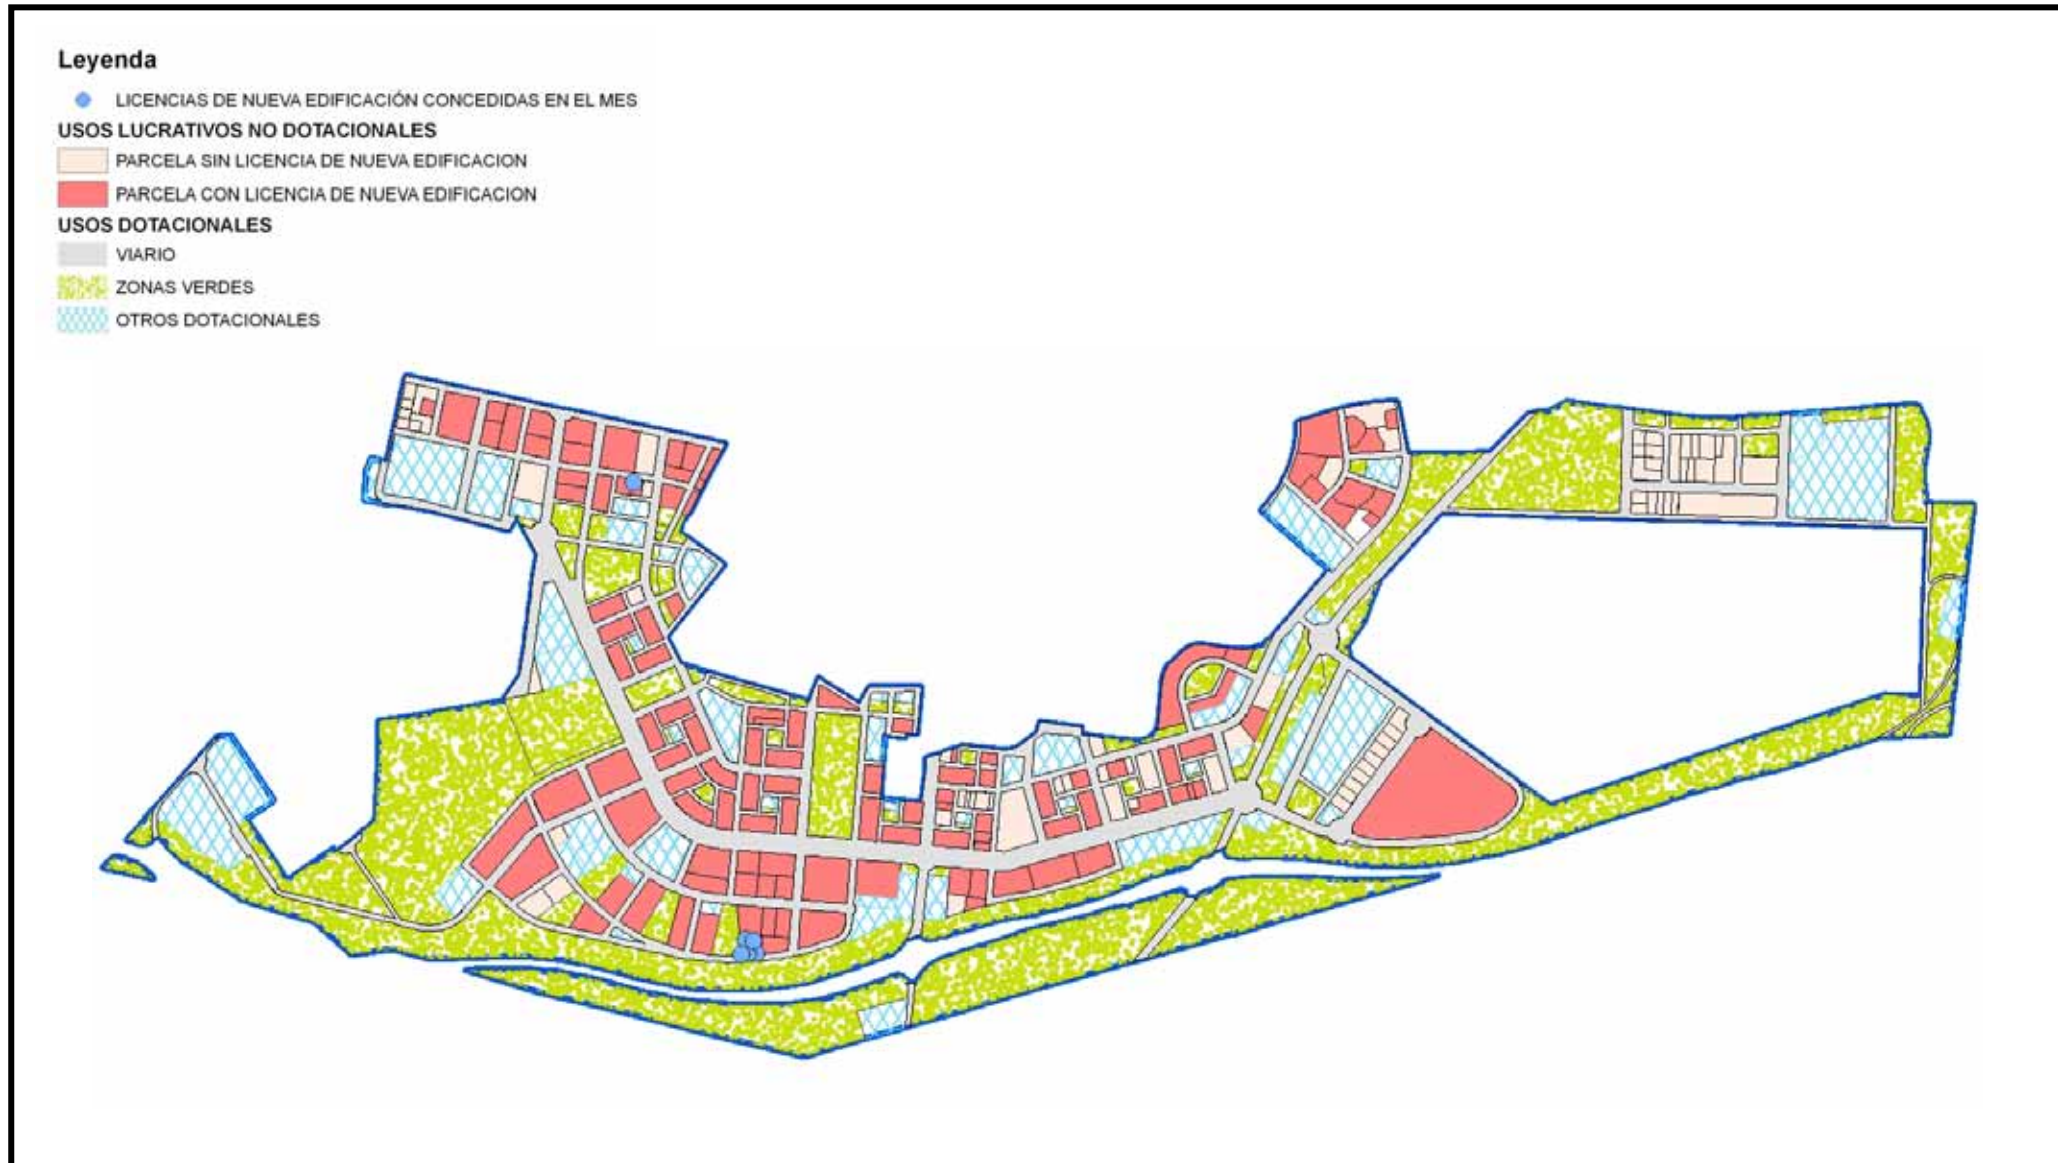 Leyenda
LICENCIAS DE NUEVA EDIFICACIÓN CONCEDIDAS EN EL MES
USOS LUCRATIVOS NO DOTACIONALES
PARCELA SIN LICENCIA DE NUEVA EDIFICACION
PARCELA CON LICENCIA DE NUEVA EDIFICACION
USOS DOTACIONALES
VIARIO
ZONAS VERDES
OTROS DOTACIONALES